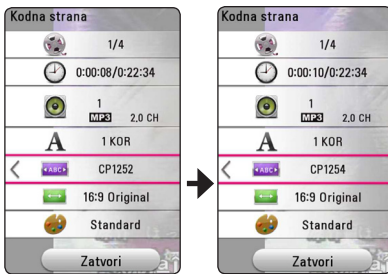 Kodna strana
1/4
0:00:08/0:22:34
1
MP3 2,0 CH
A 1 KOR
ABC CP1252
16:9 Original
Standard
Zatvori
Kodna strana
1/4
0:00:10/0:22:34
1
MP3 2,0 CH
A 1 KOR
ABC CP1254
16:9 Original
Standard
Zatvori